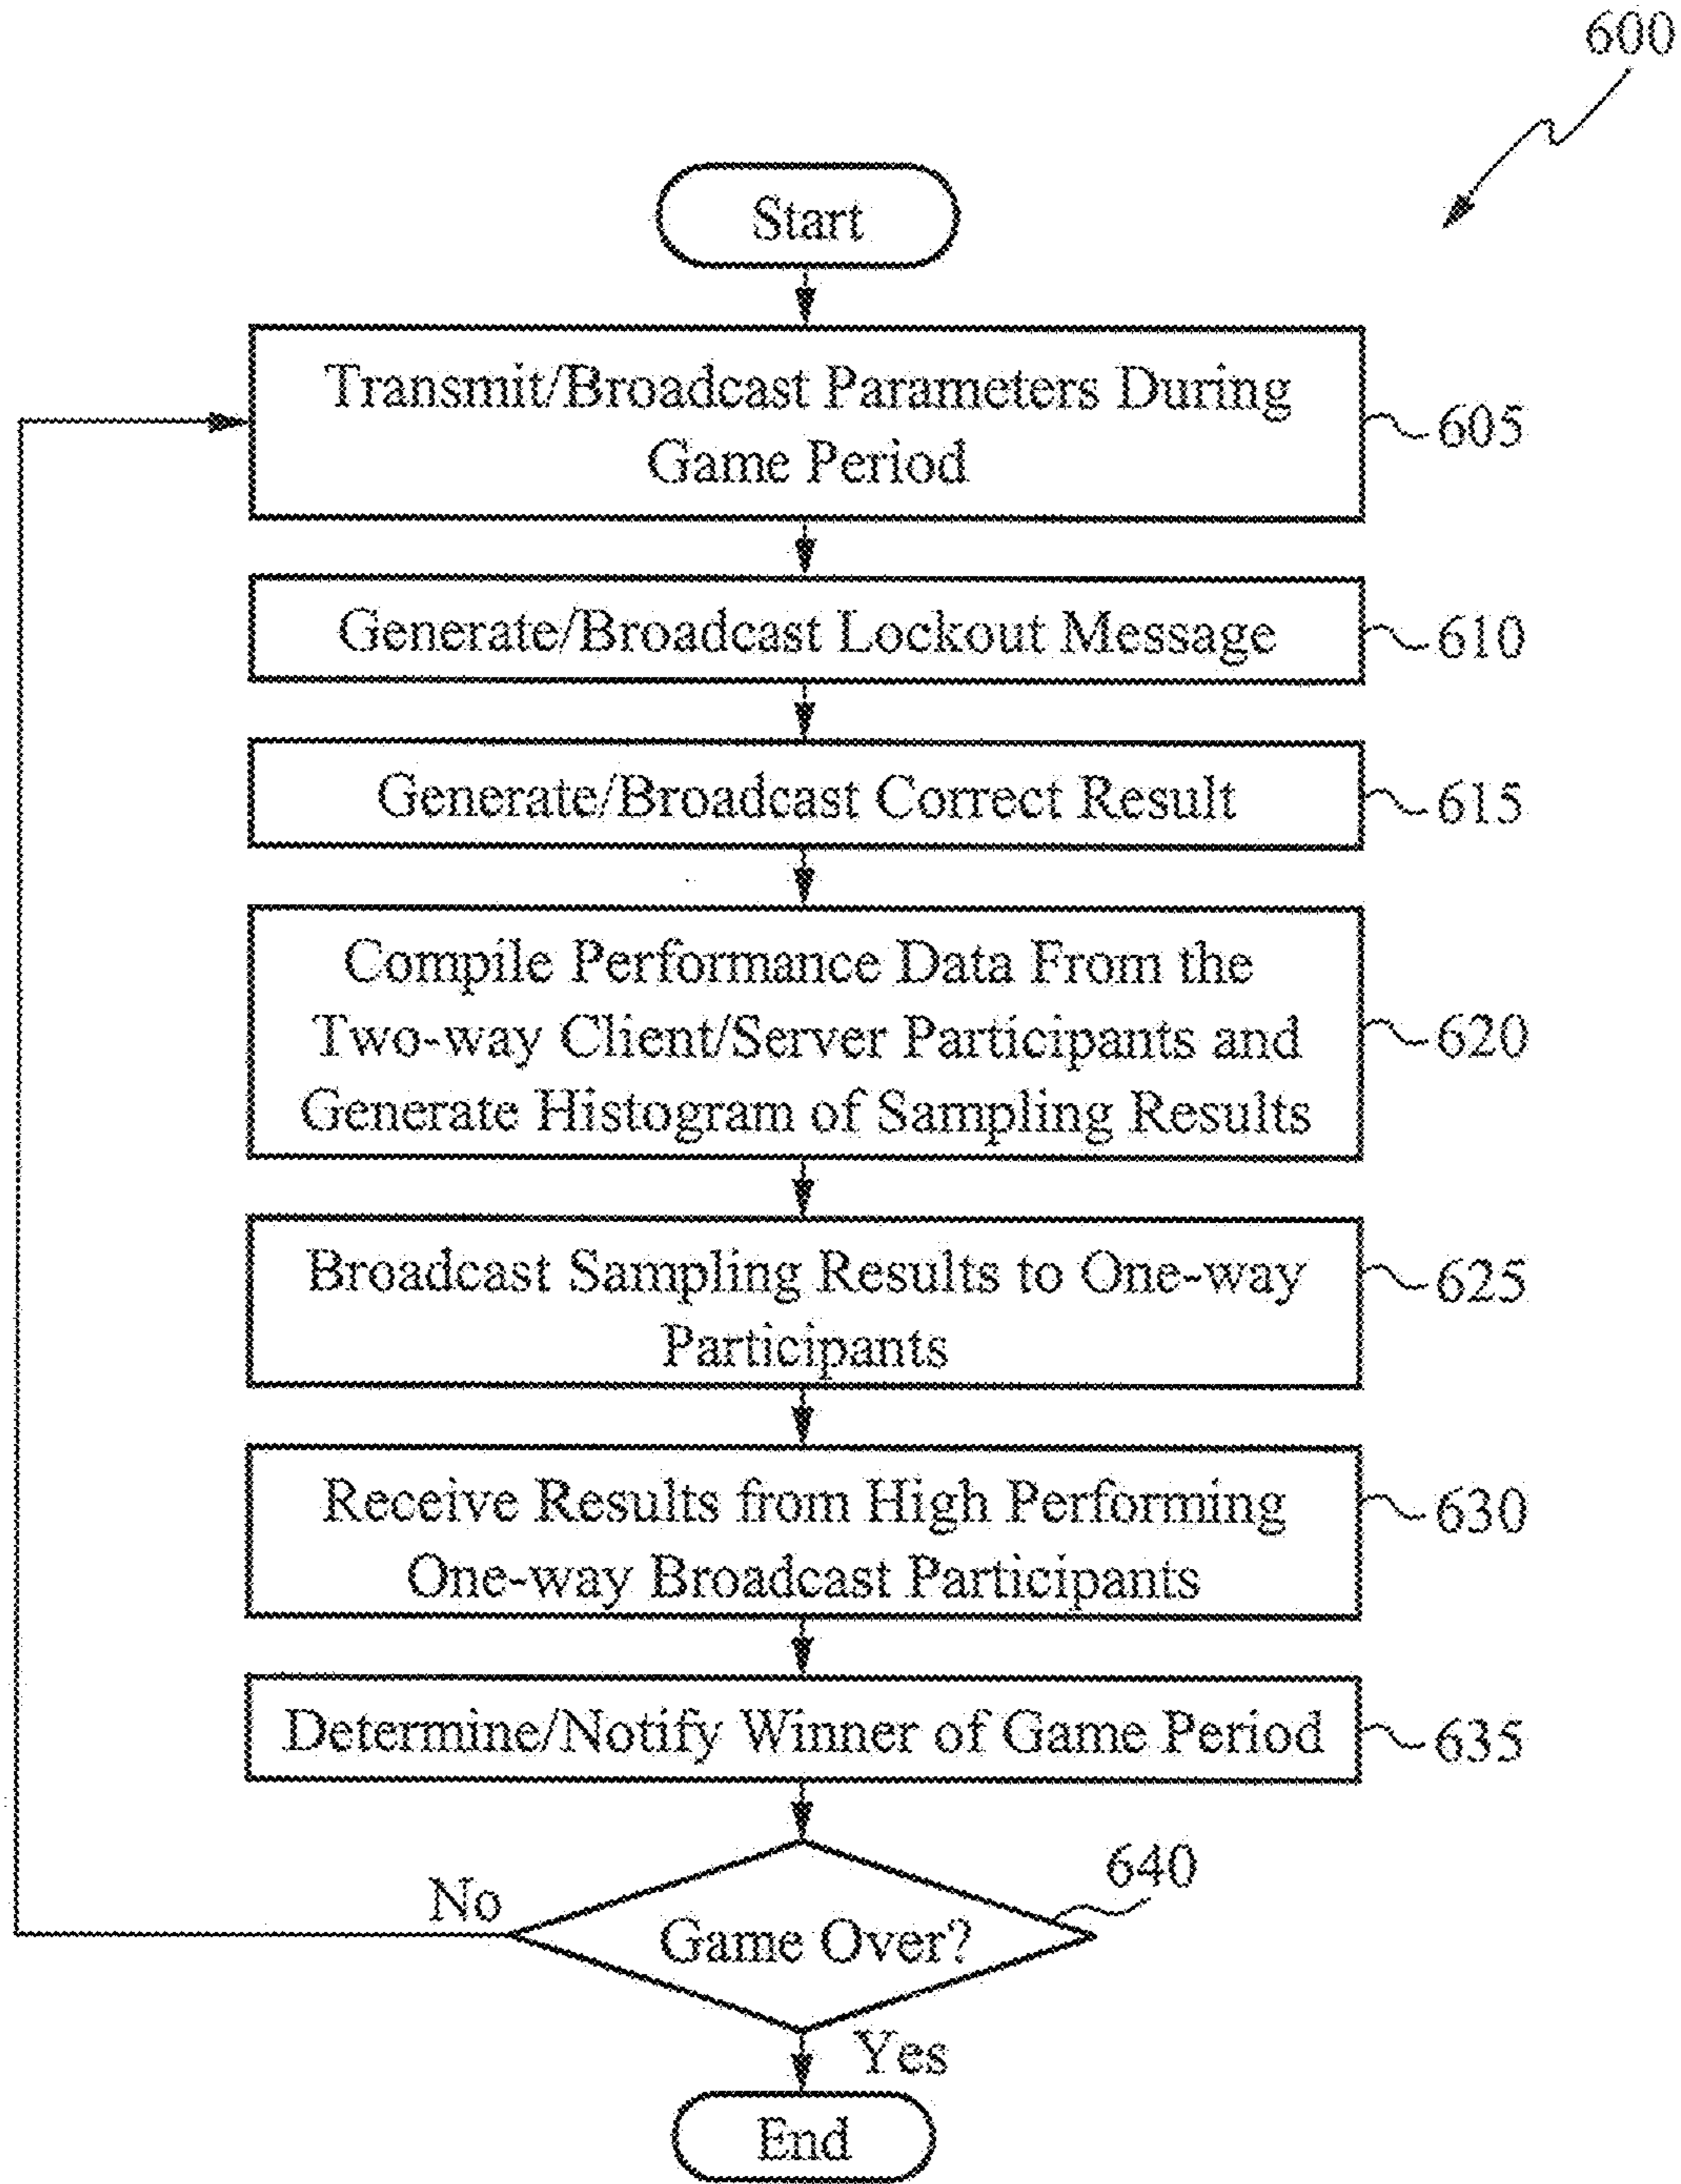 600
Start
Transmit/Broadcast Parameters During
Game Period
605
Generate/Broadcast Lockout Message
610
Generate/Broadcast Correct Result
615
Compile Performance Data From the
Two-way Client/Server Participants and
Generate Histogram of Sampling Results
620
Broadcast Sampling Results to One-way
Participants
625
Receive Results from High Performing
One-way Broadcast Participants
630
Determine/Notify Winner of Game Period
635
640
No
Game Over?
Yes
End